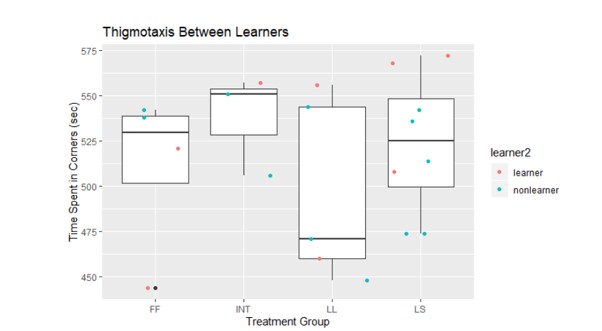 Thigmotaxis Between Learners
Time Spent in Corners (sec)
575
550
525
500
475
450
FF INT LL LS
Treatment Group
learner2
learner
nonlearner